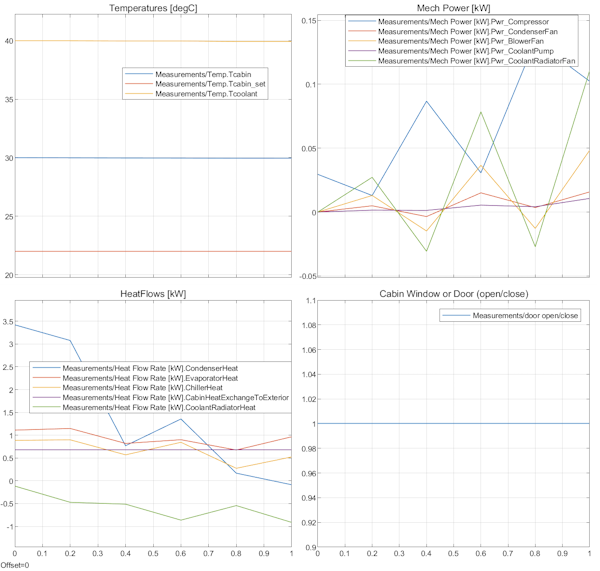 Temperatures [degC]
40
35
30
25
20
Measurements/Temp.Tcabin
Measurements/Temp.Tcabin_set
Measurements/Temp.Tcoolant
Mech Power [kW]
0.15
0.1
0.05
0
-0.05
Measurements/Mech Power [kW].Pwr_Compressor
Measurements/Mech Power [kW].Pwr_CondenserFan
Measurements/Mech Power [kW].Pwr_BlowerFan
Measurements/Mech Power [kW].Pwr_CoolantPump
Measurements/Mech Power [kW].Pwr_CoolantRadiatorFan
HeatFlows [kW]
3.5
3
2.5
2
1.5
1
0.5
0
-0.5
-1
Measurements/Heat Flow Rate [kW].CondenserHeat
Measurements/Heat Flow Rate [kW].EvaporatorHeat
Measurements/Heat Flow Rate [kW].ChillerHeat
Measurements/Heat Flow Rate [kW].CabinHeatExchangeToExterior
Measurements/Heat Flow Rate [kW].CoolantRadiatorHeat
0 0.1 0.2 0.3 0.4 0.5 0.6 0.7 0.8 0.9 1
Offset=0
Cabin Window or Door (open/close)
1.1
1.08
1.06
1.04
1.02
1
0.98
0.96
0.94
0.92
0.9
Measurements/door open/close
0 0.1 0.2 0.3 0.4 0.5 0.6 0.7 0.8 0.9 1